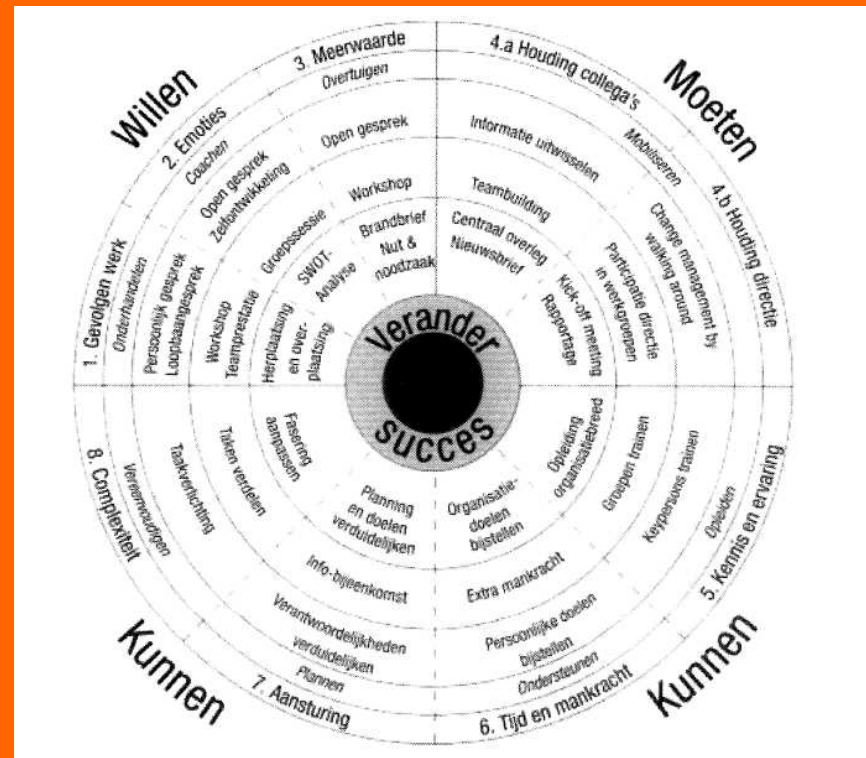 Willen
Moeten
Kunnen
Kunnen
Verander
succes
1. Gevolgen werk
Onderhandelen
Persoonlijk gesprek
Loopbaangesprek
Workshop
Teamprestatie
Herplaatsing
en over-
plaatsing
2. Emoties
Coachen
Open gesprek
Zelfontwikkeling
Groepssessie
SWOT-
Analyse
3. Meerwaarde
Overtuigen
Open gesprek
Workshop
Brandbrief
Nut &
noodzaak
4.a Houding collega's
Mobiliseren
Informatie uitwisselen
Teambuilding
Centraal overleg
Nieuwsbrief
4.b Houding directie
Change management by
walking around
Participatie directie
in werkgroepen
Kick-off meeting
Rapportage
5. Kennis en ervaring
Opleiden
Keypersons trainen
Groepen trainen
Opleiding
organisatiebreed
6. Tijd en mankracht
Ondersteunen
Persoonlijke doelen
bijstellen
Extra mankracht
Organisatie-
doelen
bijstellen
7. Aansturing
Plannen
Verantwoordelijkheden
verduidelijken
Info-bijeenkomst
Planning
en doelen
verduidelijken
8. Complexiteit
Vereenvoudigen
Taakverlichting
Taken verdelen
Fasering
aanpassen